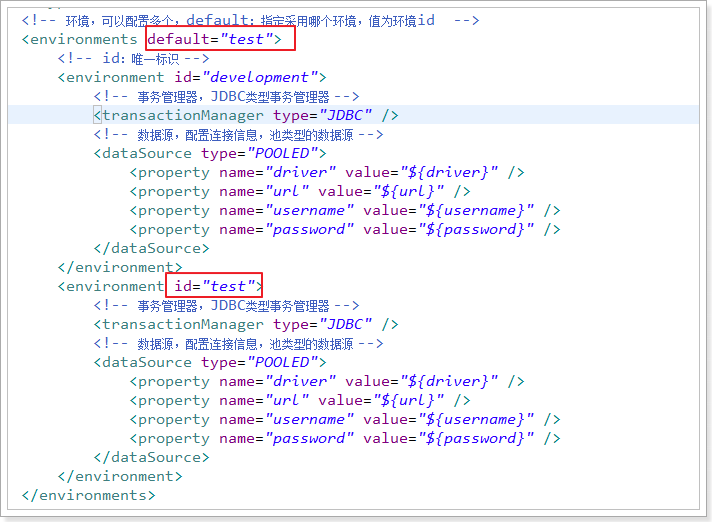 <!-- 环境，可以配置多个，default：指定采用哪个环境，值为环境id -->
<environments default="test">
<!-- id：唯一标识 -->
<environment id="development">
<!-- 事务管理器，JDBC类型事务管理器 -->
<transactionManager type="JDBC" />
<!-- 数据源，配置连接信息，池类型的数据源 -->
<dataSource type="POOLED">
<property name="driver" value="${driver}" />
<property name="url" value="${url}" />
<property name="username" value="${username}" />
<property name="password" value="${password}" />
</dataSource>
</environment>
<environment id="test">
<!-- 事务管理器，JDBC类型事务管理器 -->
<transactionManager type="JDBC" />
<!-- 数据源，配置连接信息，池类型的数据源 -->
<dataSource type="POOLED">
<property name="driver" value="${driver}" />
<property name="url" value="${url}" />
<property name="username" value="${username}" />
<property name="password" value="${password}" />
</dataSource>
</environment>
</environments>